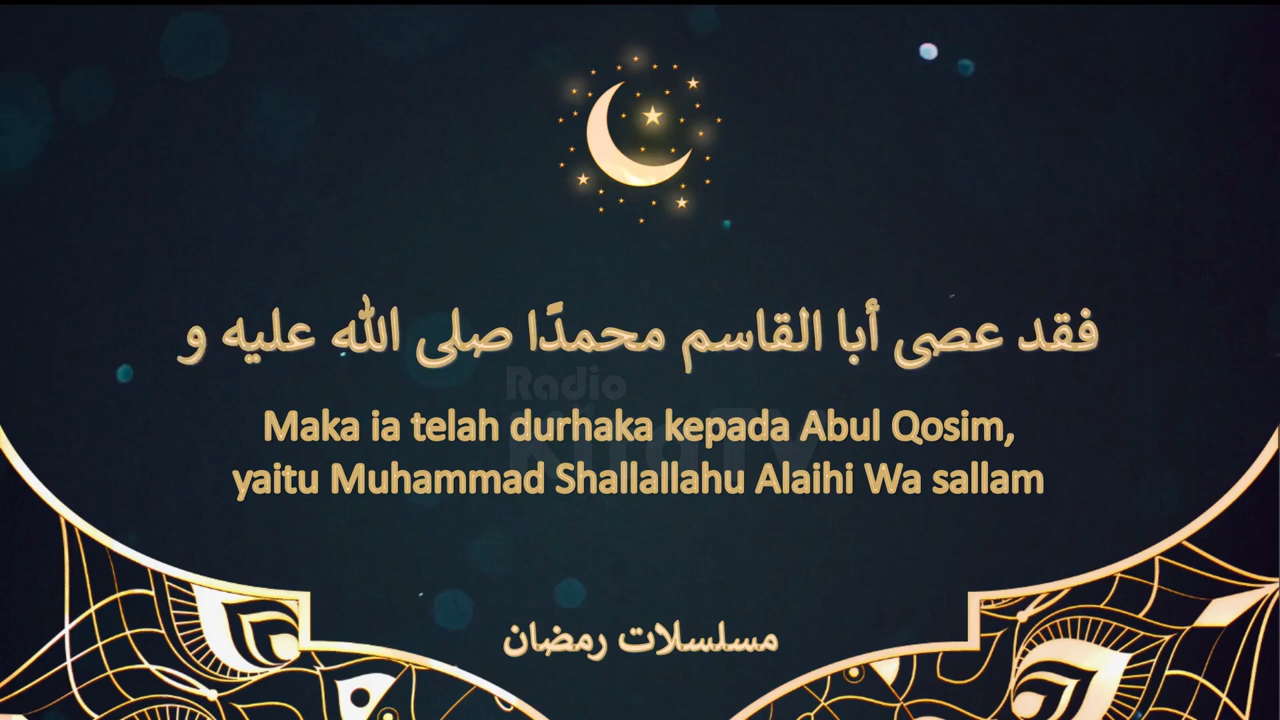 فقد عصى أبا القاسم محمدًا صلى الله عليه و
Radio
Maka ia telah durhaka kepada Abul Qosim,
yaitu Muhammad Shallallahu Alaihi Wa sallam
مسلسلات رمضان